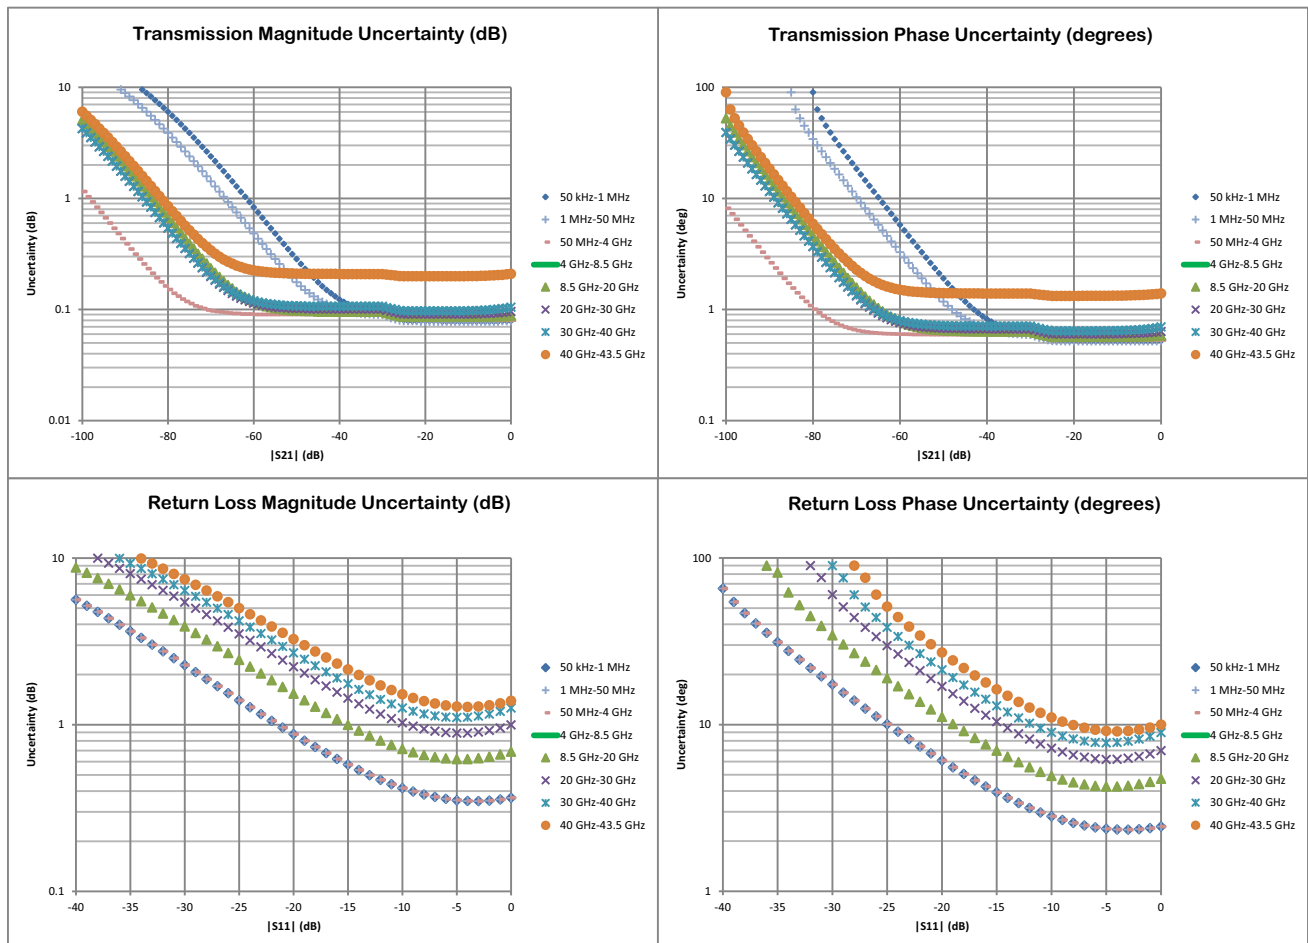 Transmission Magnitude Uncertainty (dB)
Uncertainty (dB)
10
1
0.1
0.01
-100 -80 -60 -40 -20 0
|S21| (dB)
50 kHz-1 MHz
1 MHz-50 MHz
50 MHz-4 GHz
4 GHz-8.5 GHz
8.5 GHz-20 GHz
20 GHz-30 GHz
30 GHz-40 GHz
40 GHz-43.5 GHz
Transmission Phase Uncertainty (degrees)
Uncertainty (deg)
100
10
1
0.1
-100 -80 -60 -40 -20 0
|S21| (dB)
50 kHz-1 MHz
1 MHz-50 MHz
50 MHz-4 GHz
4 GHz-8.5 GHz
8.5 GHz-20 GHz
20 GHz-30 GHz
30 GHz-40 GHz
40 GHz-43.5 GHz
Return Loss Magnitude Uncertainty (dB)
Uncertainty (dB)
10
1
0.1
-40 -35 -30 -25 -20 -15 -10 -5 0
|S11| (dB)
50 kHz-1 MHz
1 MHz-50 MHz
50 MHz-4 GHz
4 GHz-8.5 GHz
8.5 GHz-20 GHz
20 GHz-30 GHz
30 GHz-40 GHz
40 GHz-43.5 GHz
Return Loss Phase Uncertainty (degrees)
Uncertainty (deg)
100
10
1
-40 -35 -30 -25 -20 -15 -10 -5 0
|S11| (dB)
50 kHz-1 MHz
1 MHz-50 MHz
50 MHz-4 GHz
4 GHz-8.5 GHz
8.5 GHz-20 GHz
20 GHz-30 GHz
30 GHz-40 GHz
40 GHz-43.5 GHz